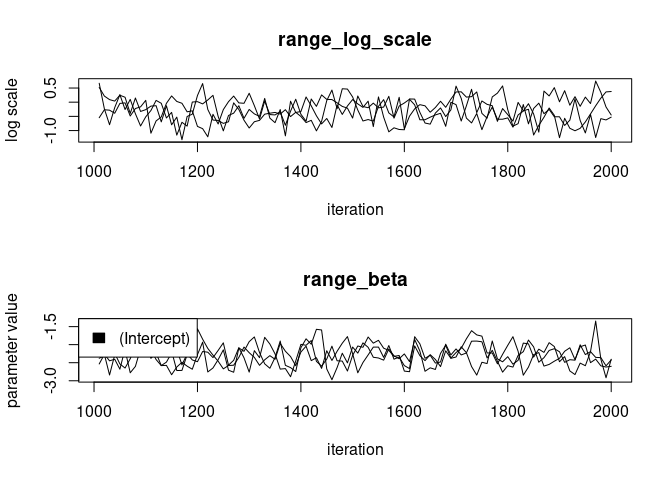 range_log_scale
log scale
0.5
-1.0
1000 1200 1400 1600 1800 2000
iteration
range_beta
parameter value
-1.5
-3.0
(Intercept)
1000 1200 1400 1600 1800 2000
iteration